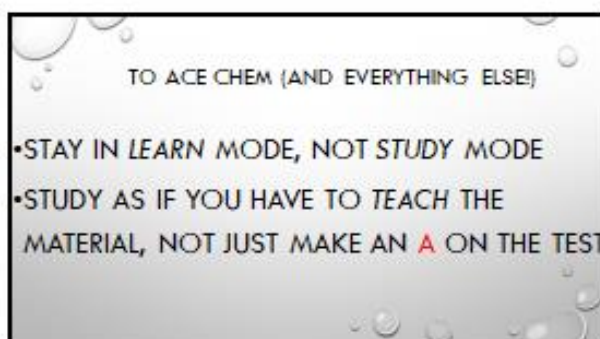 TO ACE CHEM (AND EVERYTHING ELSE!)
•STAY IN LEARN MODE, NOT STUDY MODE
•STUDY AS IF YOU HAVE TO TEACH THE
MATERIAL, NOT JUST MAKE AN A ON THE TEST